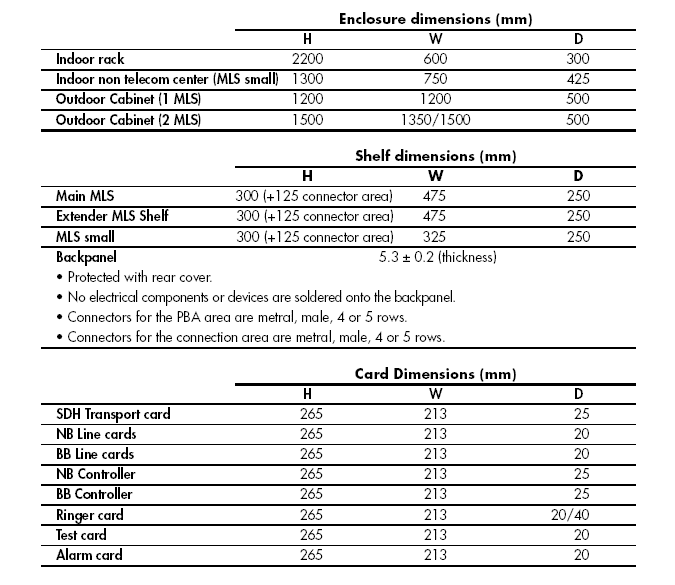 Enclosure dimensions (mm)
H W D
Indoor rack 2200 600 300
Indoor non telecom center (MLS small) 1300 750 425
Outdoor Cabinet (1 MLS) 1200 1200 500
Outdoor Cabinet (2 MLS) 1500 1350/1500 500
Shelf dimensions (mm)
H W D
Main MLS 300 (+125 connector area) 475 250
Extender MLS Shelf 300 (+125 connector area) 475 250
MLS small 300 (+125 connector area) 325 250
Backpanel 5.3 ± 0.2 (thickness)
• Protected with rear cover.
• No electrical components or devices are soldered onto the backpanel.
• Connectors for the PBA area are metral, male, 4 or 5 rows.
• Connectors for the connection area are metral, male, 4 or 5 rows.
Card Dimensions (mm)
H W D
SDH Transport card 265 213 25
NB Line cards 265 213 20
BB Line cards 265 213 20
NB Controller 265 213 25
BB Controller 265 213 25
Ringer card 265 213 20/40
Test card 265 213 20
Alarm card 265 213 20